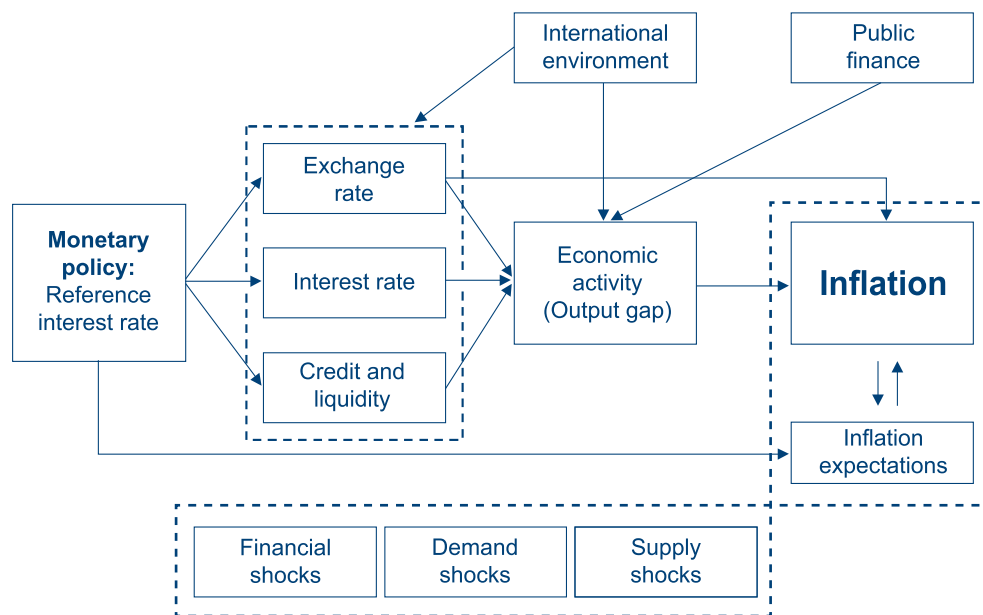 International
environment
Public
finance
Exchange
rate
Monetary
policy:
Reference
interest rate
Interest rate
Economic
activity
(Output gap)
Inflation
Credit and
liquidity
Inflation
expectations
Financial
shocks
Demand
shocks
Supply
shocks